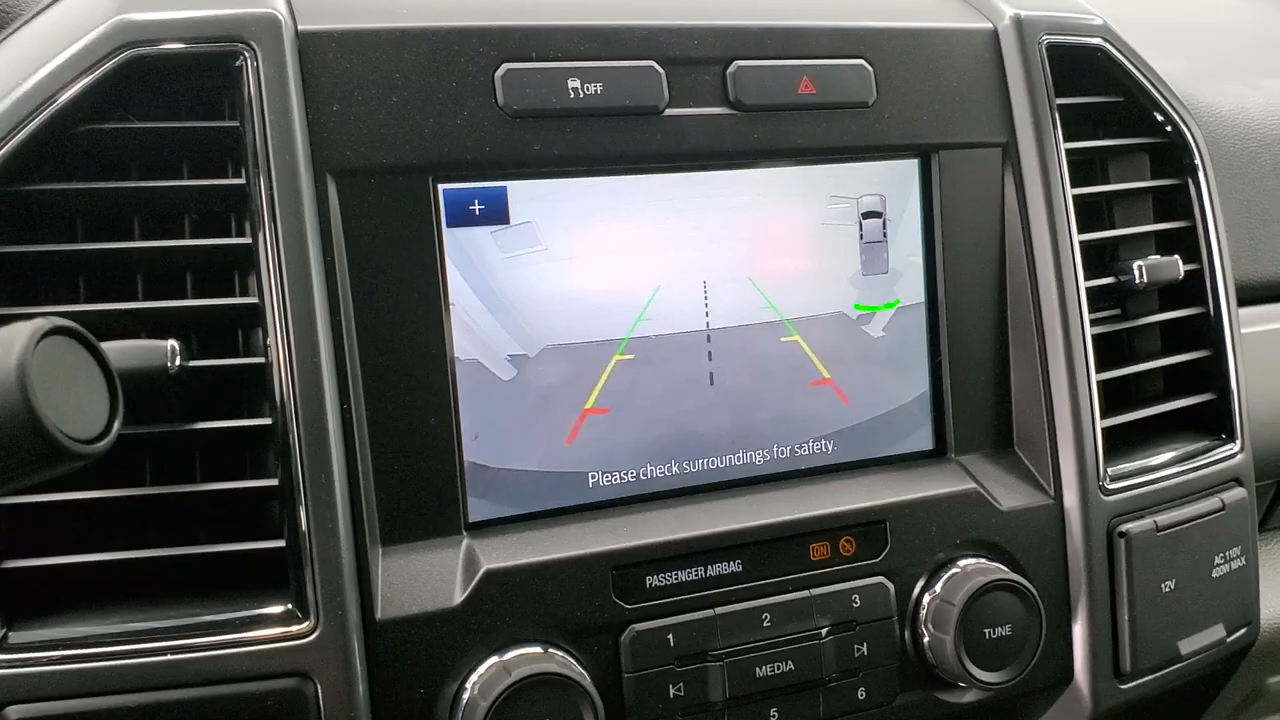 OFF
+
Please check surroundings for safety.
PASSENGER AIRBAG ON
1 2 3
MEDIA
5 6
TUNE
12V
AC 110V
400W MAX